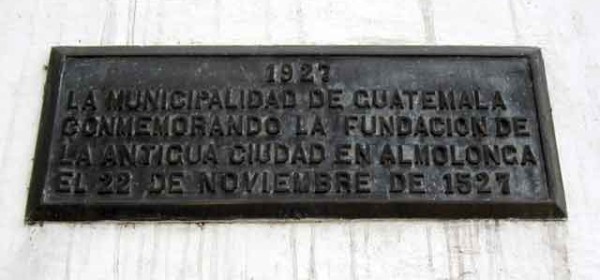 1927
LA MUNICIPALIDAD DE GUATEMALA
CONMEMORANDO LA FUNDACION DE
LA ANTIGUA CIUDAD EN ALMOLONGA
EL 22 DE NOVIEMBRE DE 1527